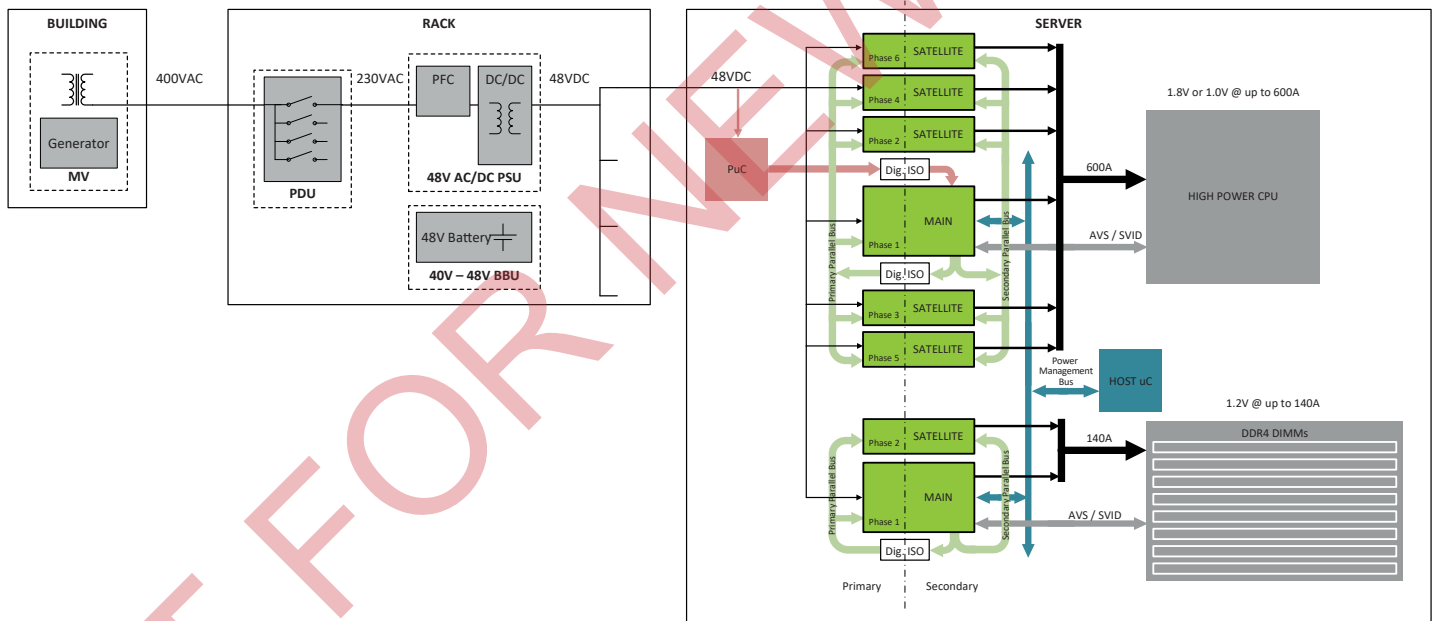 BUILDING
400VAC
Generator
MV
RACK
230VAC
PFC
DC/DC
48VDC
PDU
48V AC/DC PSU
48V Battery
40V – 48V BBU
SERVER
48VDC
PuC
Phase 6
SATELLITE
Phase 4
SATELLITE
Phase 2
SATELLITE
Dig. ISO
MAIN
Phase 1
Dig. ISO
Phase 3
SATELLITE
Phase 5
SATELLITE
Primary Parallel Bus
Secondary Parallel Bus
600A
1.8V or 1.0V @ up to 600A
HIGH POWER CPU
AVS / SVID
Power
Management
Bus
HOST uC
Phase 2
SATELLITE
MAIN
Phase 1
Dig. ISO
Primary Parallel Bus
Secondary Parallel Bus
140A
1.2V @ up to 140A
DDR4 DIMMs
AVS / SVID
Primary
Secondary
FOR NEW